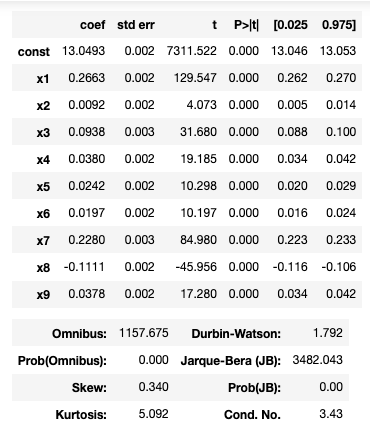 coef std err t P>|t| [0.025 0.975]
const 13.0493 0.002 7311.522 0.000 13.046 13.053
x1 0.2663 0.002 129.547 0.000 0.262 0.270
x2 0.0092 0.002 4.073 0.000 0.005 0.014
x3 0.0938 0.003 31.680 0.000 0.088 0.100
x4 0.0380 0.002 19.185 0.000 0.034 0.042
x5 0.0242 0.002 10.298 0.000 0.020 0.029
x6 0.0197 0.002 10.197 0.000 0.016 0.024
x7 0.2280 0.003 84.980 0.000 0.223 0.233
x8 -0.1111 0.002 -45.956 0.000 -0.116 -0.106
x9 0.0378 0.002 17.280 0.000 0.034 0.042
Omnibus: 1157.675 Durbin-Watson: 1.792
Prob(Omnibus): 0.000 Jarque-Bera (JB): 3482.043
Skew: 0.340 Prob(JB): 0.00
Kurtosis: 5.092 Cond. No. 3.43